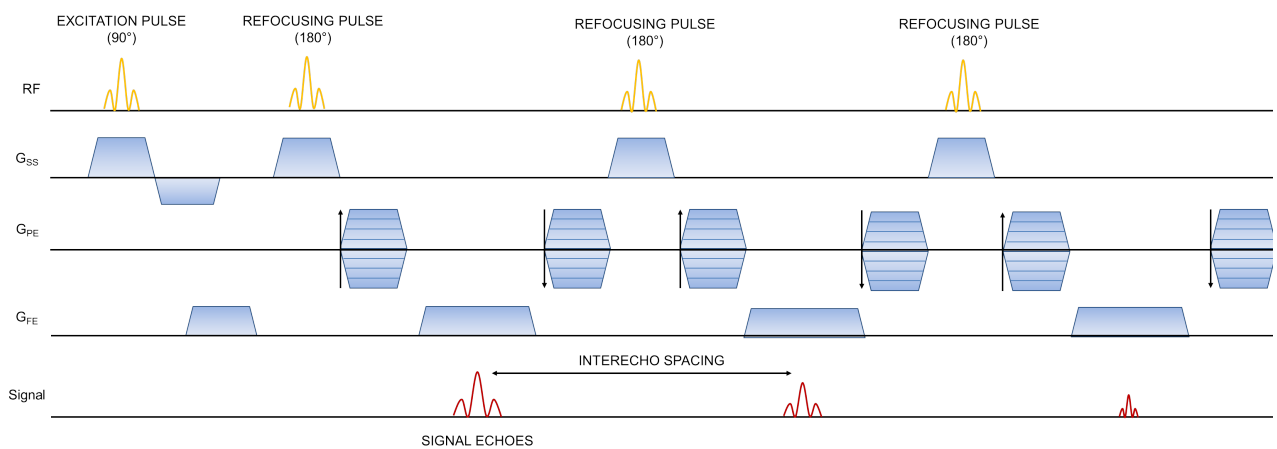 EXCITATION PULSE
(90°)
REFOCUSING PULSE
(180°)
REFOCUSING PULSE
(180°)
REFOCUSING PULSE
(180°)
RF
GSS
GPE
GFE
INTERECHO SPACING
Signal
SIGNAL ECHOES